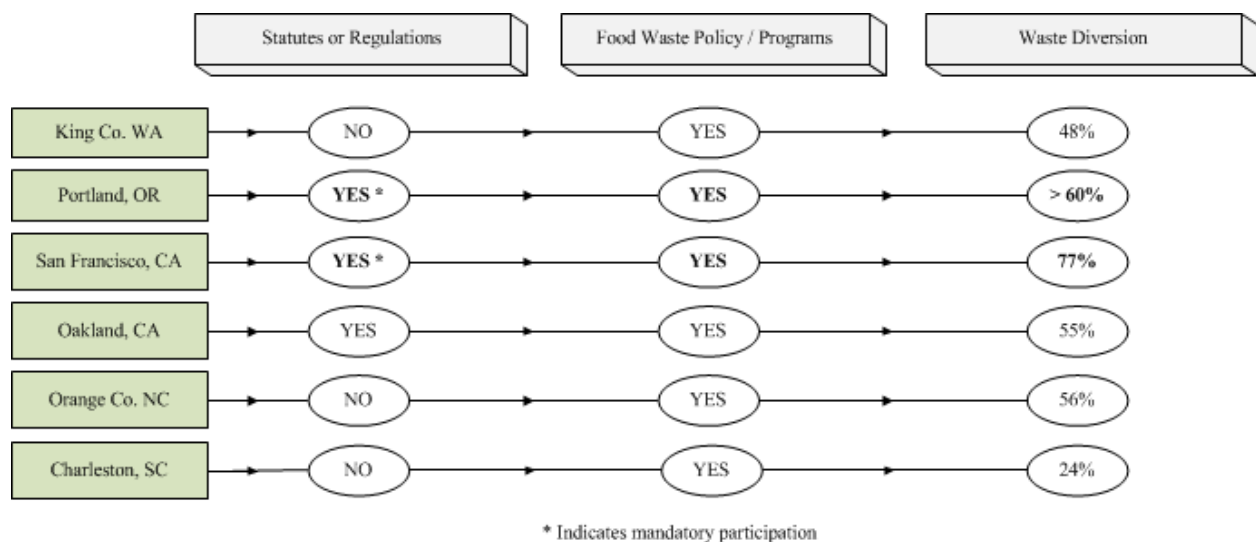 Statutes or Regulations Food Waste Policy / Programs Waste Diversion
King Co. WA NO YES 48%
Portland, OR YES * YES > 60%
San Francisco, CA YES * YES 77%
Oakland, CA YES YES 55%
Orange Co. NC NO YES 56%
Charleston, SC NO YES 24%
* Indicates mandatory participation